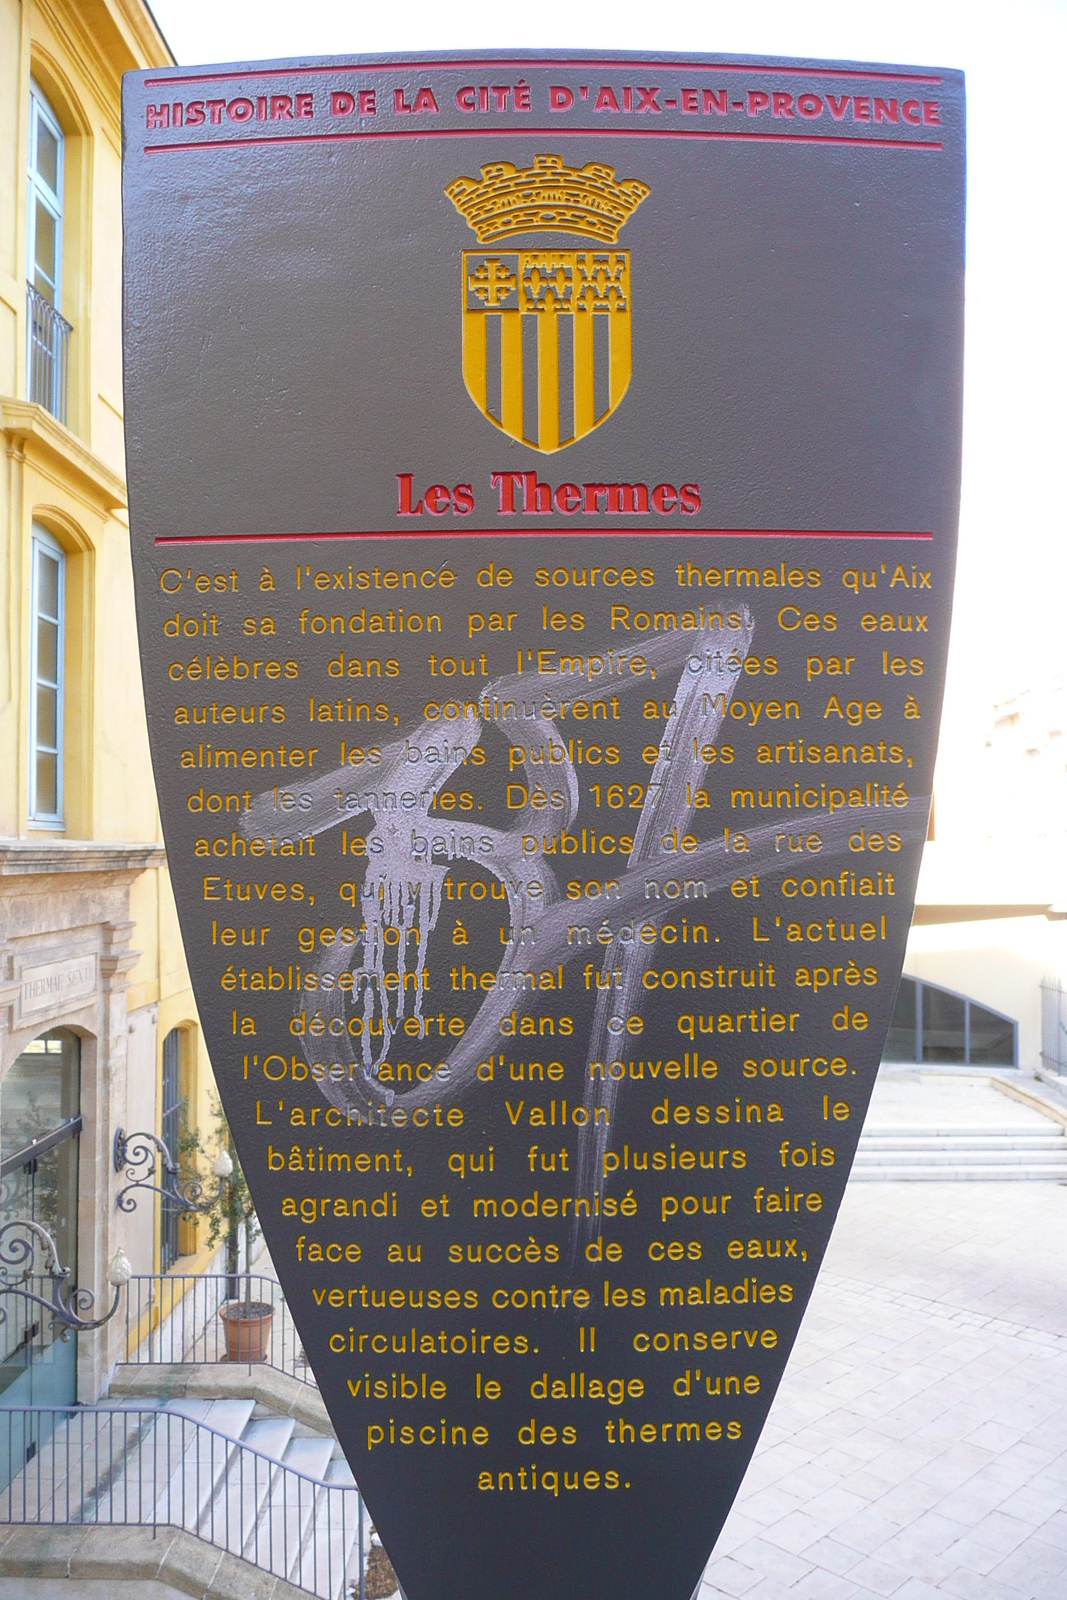 HISTOIRE DE LA CITÉ D'AIX-EN-PROVENCE
Les Thermes
C'est à l'existence de sources thermales qu'Aix
doit sa fondation par les Romains. Ces eaux
célèbres dans tout l'Empire, citées par les
auteurs latins, continuèrent au Moyen Age à
alimenter les bains publics et les artisanats,
dont les tanneries. Dès 1627 la municipalité
achetait les bains publics de la rue des
Etuves, qui y trouve son nom et confiait
leur gestion à un médecin. L'actuel
établissement thermal fut construit après
la découverte dans ce quartier de
l'Observance d'une nouvelle source.
L'architecte Vallon dessina le
bâtiment, qui fut plusieurs fois
agrandi et modernisé pour faire
face au succès de ces eaux,
vertueuses contre les maladies
circulatoires. Il conserve
visible le dallage d'une
piscine des thermes
antiques.
THERMAE